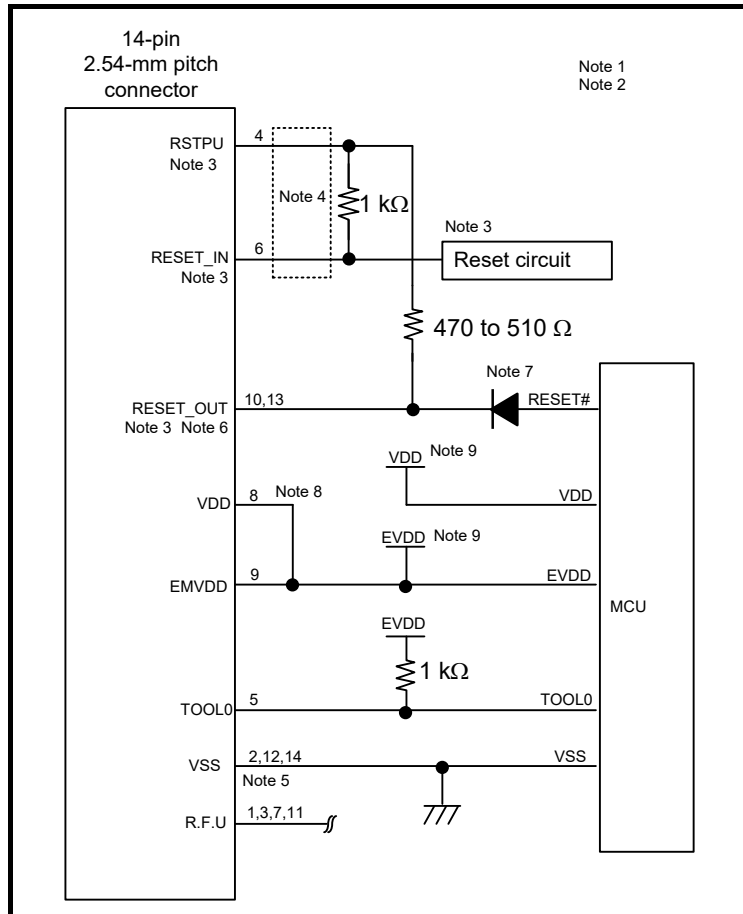 14-pin
2.54-mm pitch
connector
Note 1
Note 2
RSTPU
4
Note 3
Note 4
1 kΩ
RESET_IN
6
Note 3
Note 3
Reset circuit
470 to 510 Ω
Note 7
RESET_OUT
10,13
RESET#
Note 3 Note 6
VDD
Note 9
VDD
8
Note 8
VDD
EVDD
Note 9
EMVDD
9
EVDD
MCU
EVDD
1 kΩ
TOOL0
5
TOOL0
VSS
2,12,14
VSS
Note 5
R.F.U
1,3,7,11